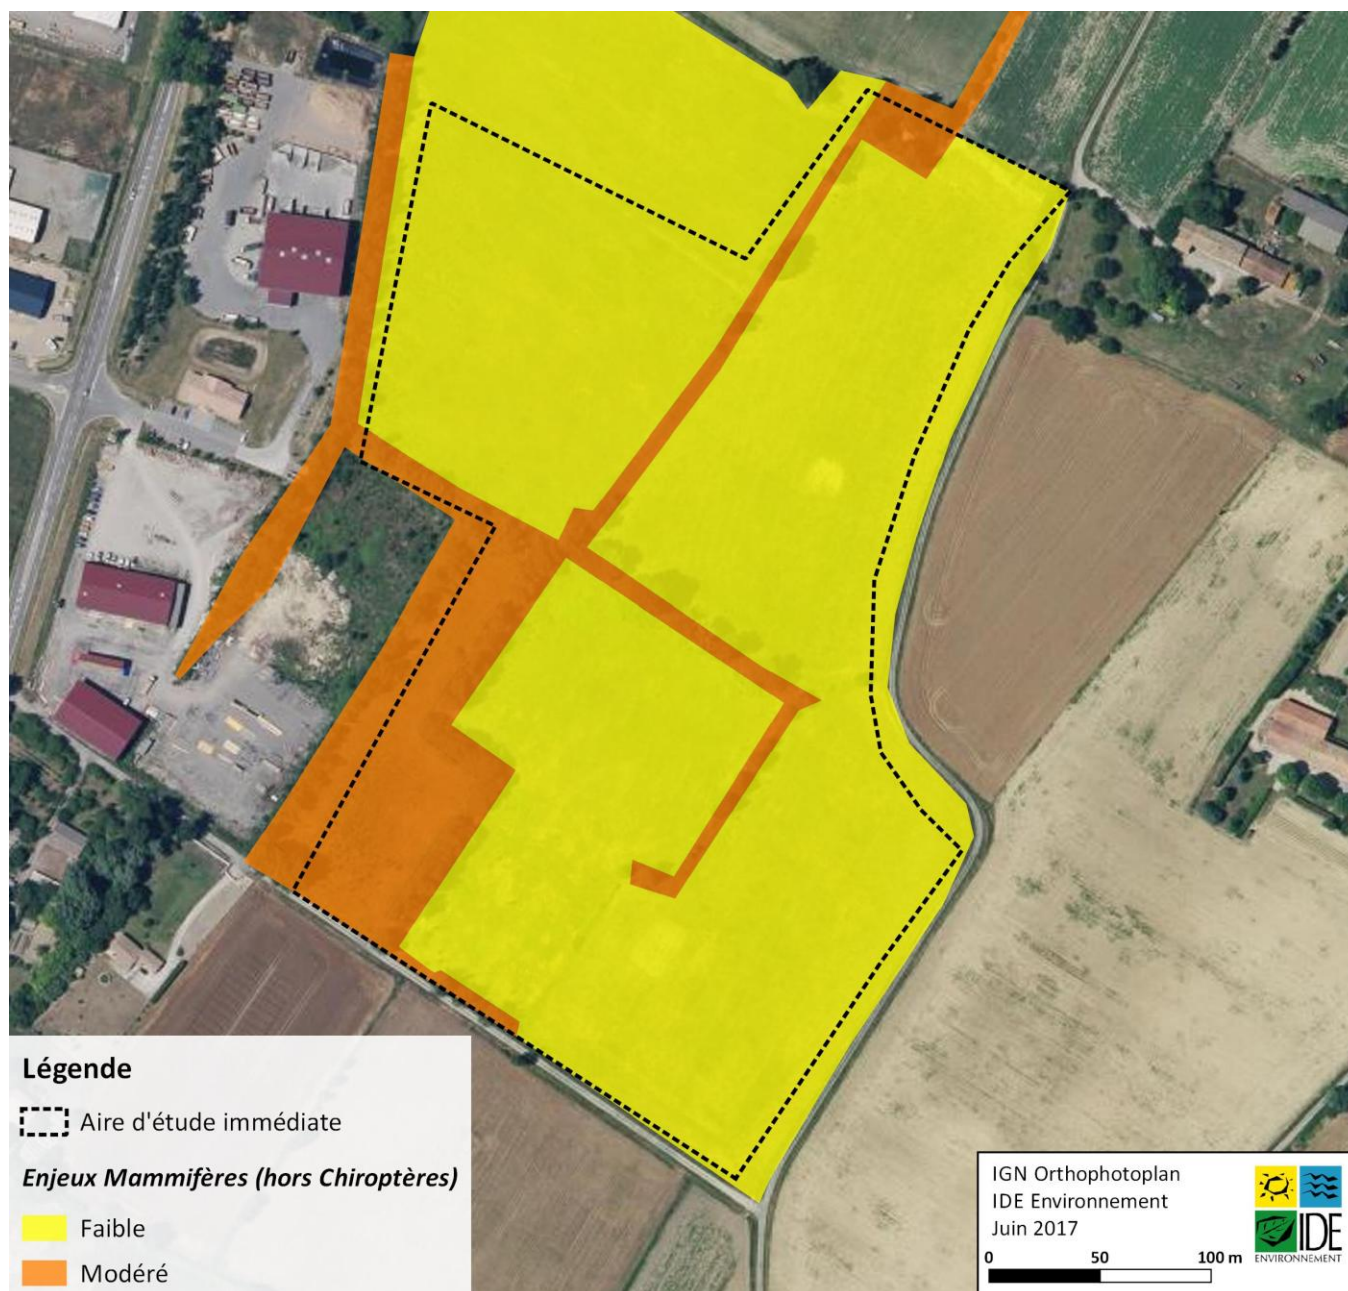 Légende
Aire d'étude immédiate
Enjeux Mammifères (hors Chiroptères)
Faible
Modéré
IGN Orthophotoplan
IDE Environnement
Juin 2017
0 50 100 m
IDE
ENVIRONNEMENT